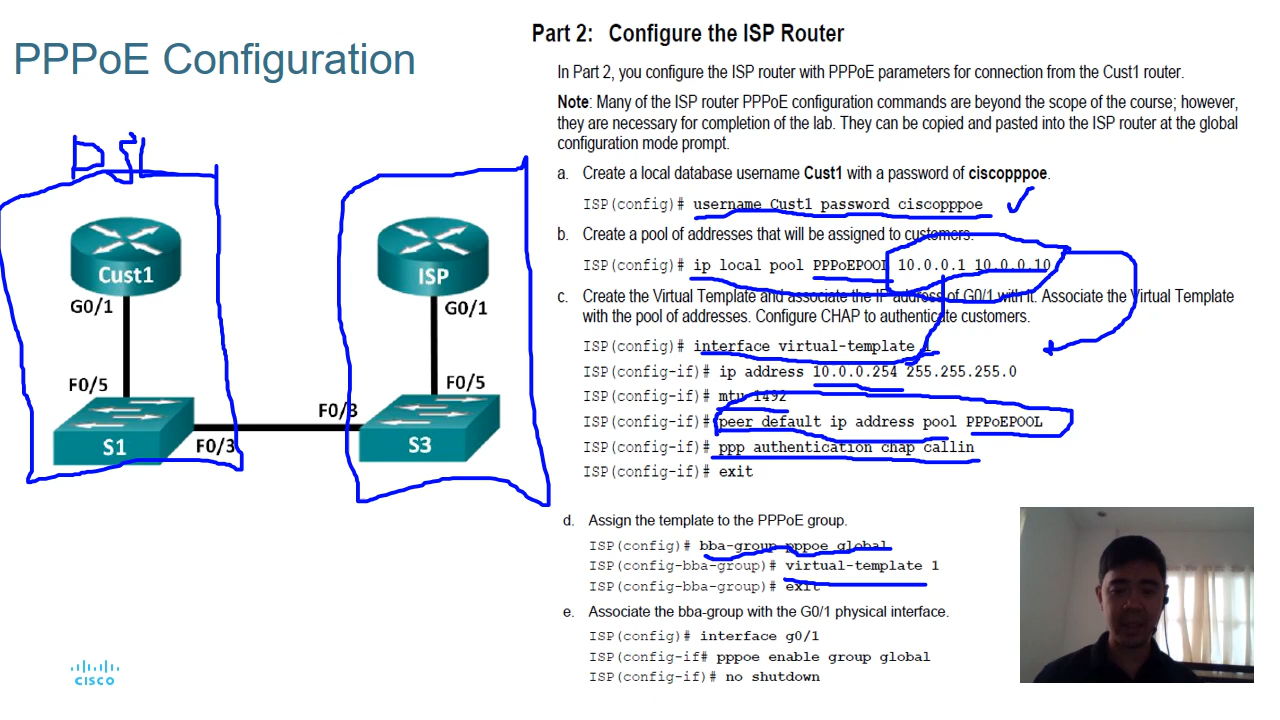 PPPoE Configuration
Part 2: Configure the ISP Router
In Part 2, you configure the ISP router with PPPoE parameters for connection from the Cust1 router.
Note: Many of the ISP router PPPoE configuration commands are beyond the scope of the course; however,
they are necessary for completion of the lab. They can be copied and pasted into the ISP router at the global
configuration mode prompt.
a. Create a local database username Cust1 with a password of ciscopppoe.
ISP(config)# username Cust1 password ciscopppoe
b. Create a pool of addresses that will be assigned to customers.
ISP(config)# ip local pool PPPoEPOOL 10.0.0.1 10.0.0.10
c. Create the Virtual Template and associate the IP address of G0/1 with it. Associate the Virtual Template
with the pool of addresses. Configure CHAP to authenticate customers.
ISP(config)# interface virtual-template 1
ISP(config-if)# ip address 10.0.0.254 255.255.255.0
ISP(config-if)# mtu 1492
ISP(config-if)# peer default ip address pool PPPoEPOOL
ISP(config-if)# ppp authentication chap callin
ISP(config-if)# exit
d. Assign the template to the PPPoE group.
ISP(config)# bba-group pppoe global
ISP(config-bba-group)# virtual-template 1
ISP(config-bba-group)# exit
e. Associate the bba-group with the G0/1 physical interface.
ISP(config)# interface g0/1
ISP(config-if# pppoe enable group global
ISP(config-if)# no shutdown
Cust1
G0/1
F0/5
S1
F0/3
ISP
G0/1
F0/5
F0/3
S3
CISCO